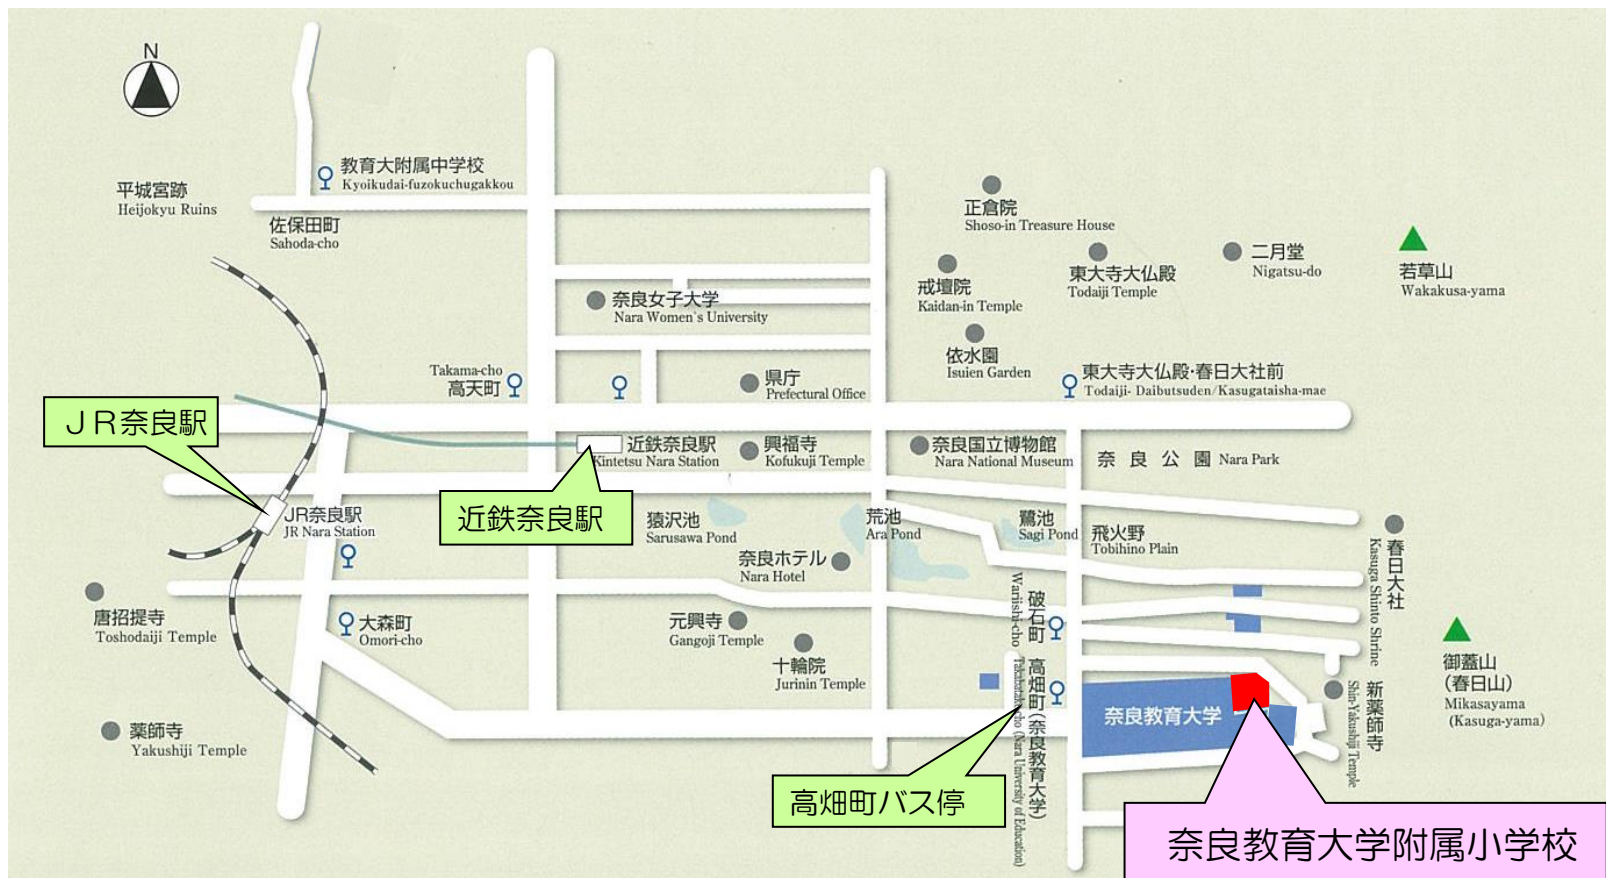 N
教育大附属中学校
Kyoikudai-fuzokuchugakkou
平城宮跡
Heijokyu Ruins
佐保田町
Sahoda-cho
正倉院
Shoso-in Treasure House
戒壇院
Kaidan-in Temple
東大寺大仏殿
Todaiji Temple
二月堂
Nigatsu-do
若草山
Wakakusa-yama
奈良女子大学
Nara Women's University
依水園
Isuien Garden
Takama-cho
高天町
県庁
Prefectural Office
東大寺大仏殿・春日大社前
Todaiji- Daibutsuden/Kasugataisha-mae
ＪＲ奈良駅
近鉄奈良駅
Kintetsu Nara Station
興福寺
Kofukuji Temple
奈良国立博物館
Nara National Museum
奈良公園 Nara Park
近鉄奈良駅
JR奈良駅
JR Nara Station
猿沢池
Sarusawa Pond
荒池
Ara Pond
鷺池
Sagi Pond
飛火野
Tobihino Plain
春日大社
Kasuga Shinto Shrine
奈良ホテル
Nara Hotel
唐招提寺
Toshodaiji Temple
大森町
Omori-cho
元興寺
Gangoji Temple
十輪院
Jurinin Temple
破石町
Wariishi-cho
高畑町(奈良教育大学)
Takabatake-cho (Nara University of Education)
奈良教育大学
新薬師寺
Shin-Yakushiji Temple
御蓋山
(春日山)
Mikasayama
(Kasuga-yama)
薬師寺
Yakushiji Temple
高畑町バス停
奈良教育大学附属小学校